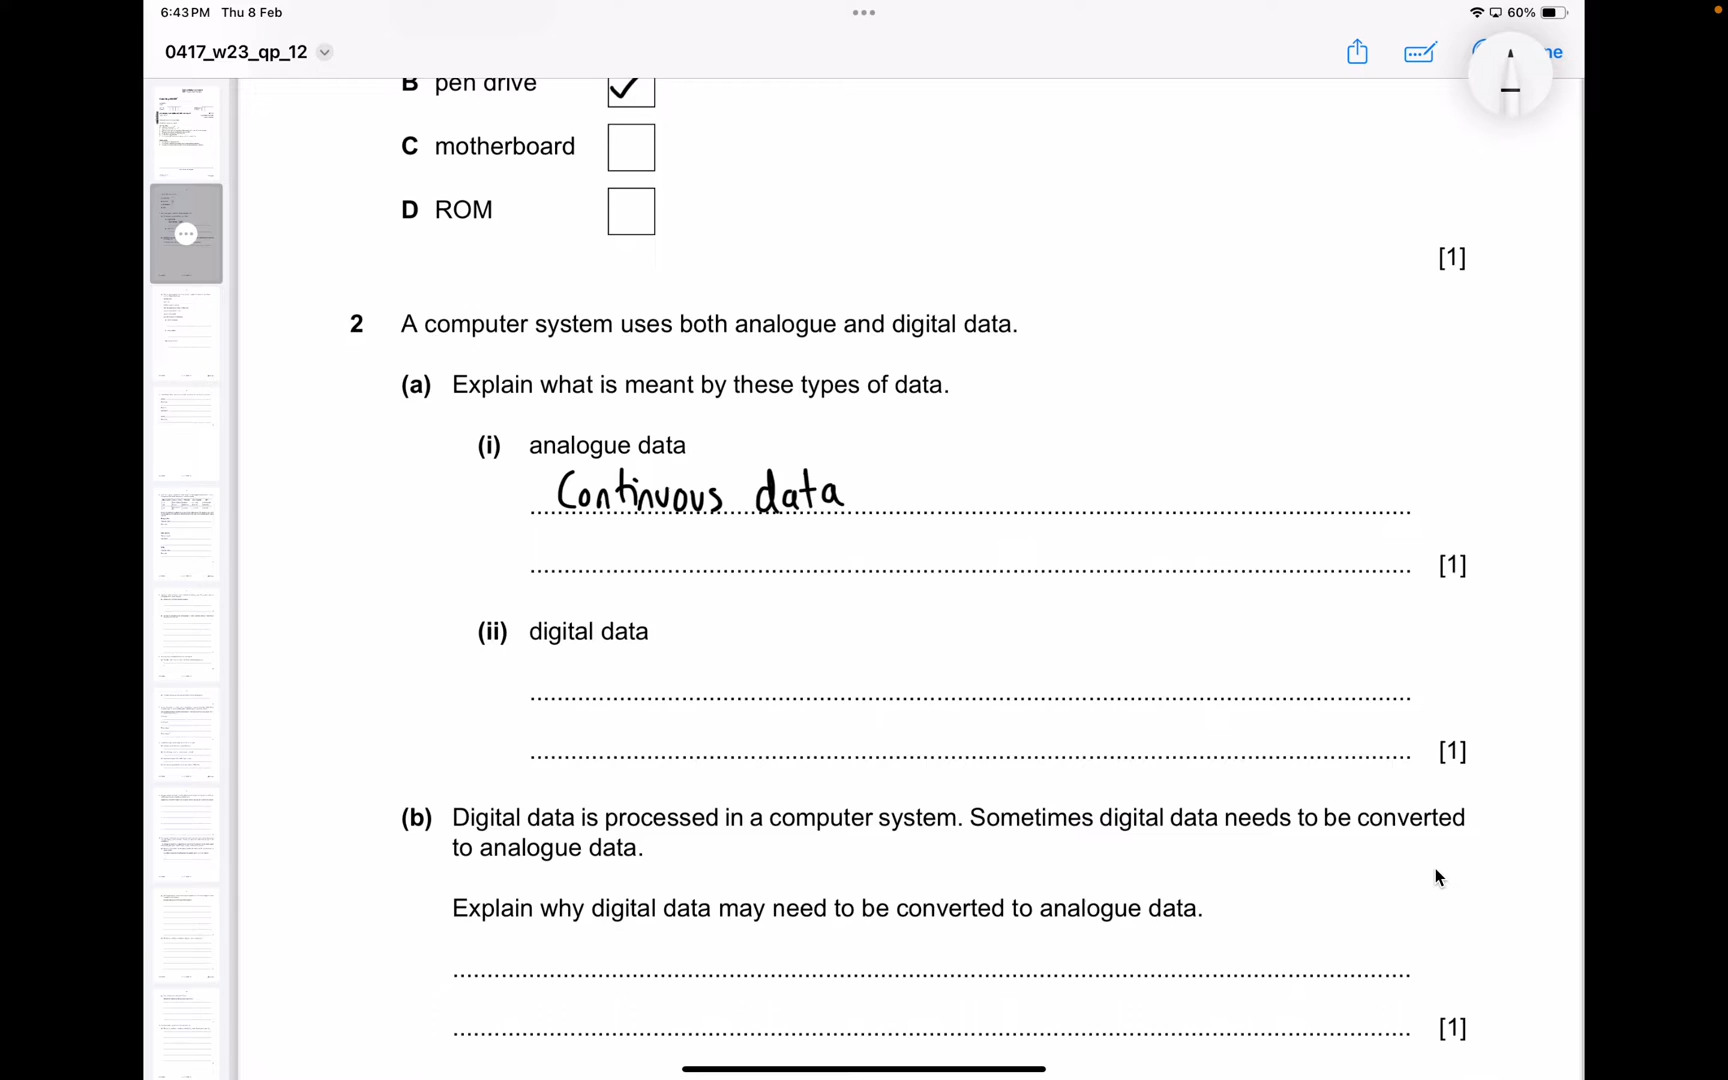 6:43 PM Thu 8 Feb
60%
0417_w23_qp_12
B pen drive
C motherboard
D ROM
[1]
2 A computer system uses both analogue and digital data.
(a) Explain what is meant by these types of data.
(i) analogue data
Continuous data
[1]
(ii) digital data
[1]
(b) Digital data is processed in a computer system. Sometimes digital data needs to be converted
to analogue data.
Explain why digital data may need to be converted to analogue data.
[1]